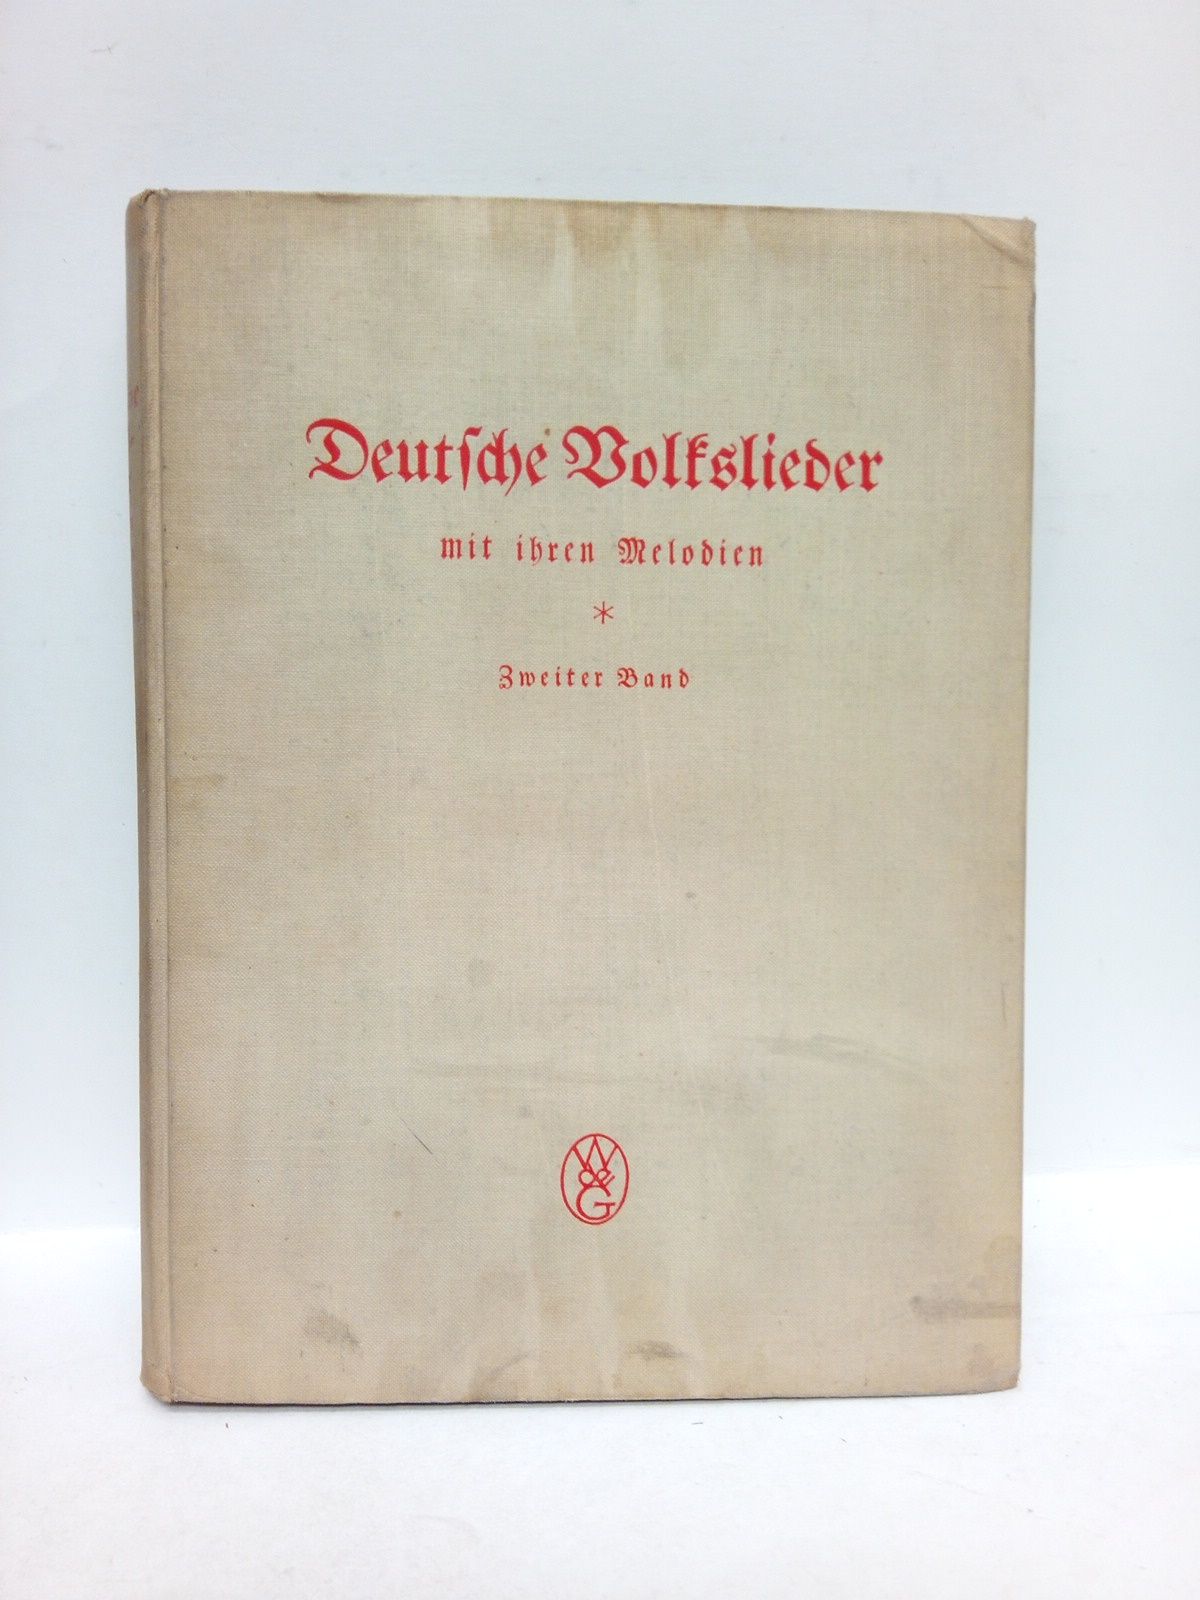 Deutſche Volkslieder
mit ihren Melodien
*
Zweiter Band
W
&
G